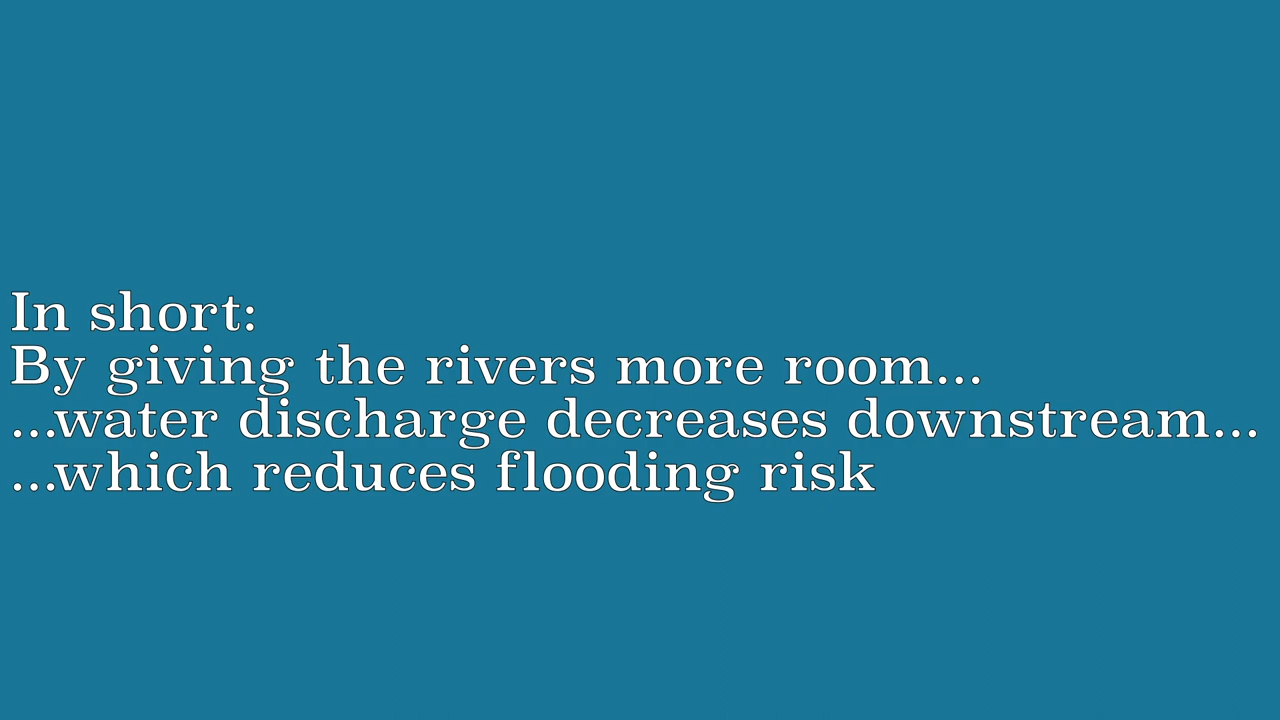 In short:
By giving the rivers more room...
...water discharge decreases downstream...
...which reduces flooding risk